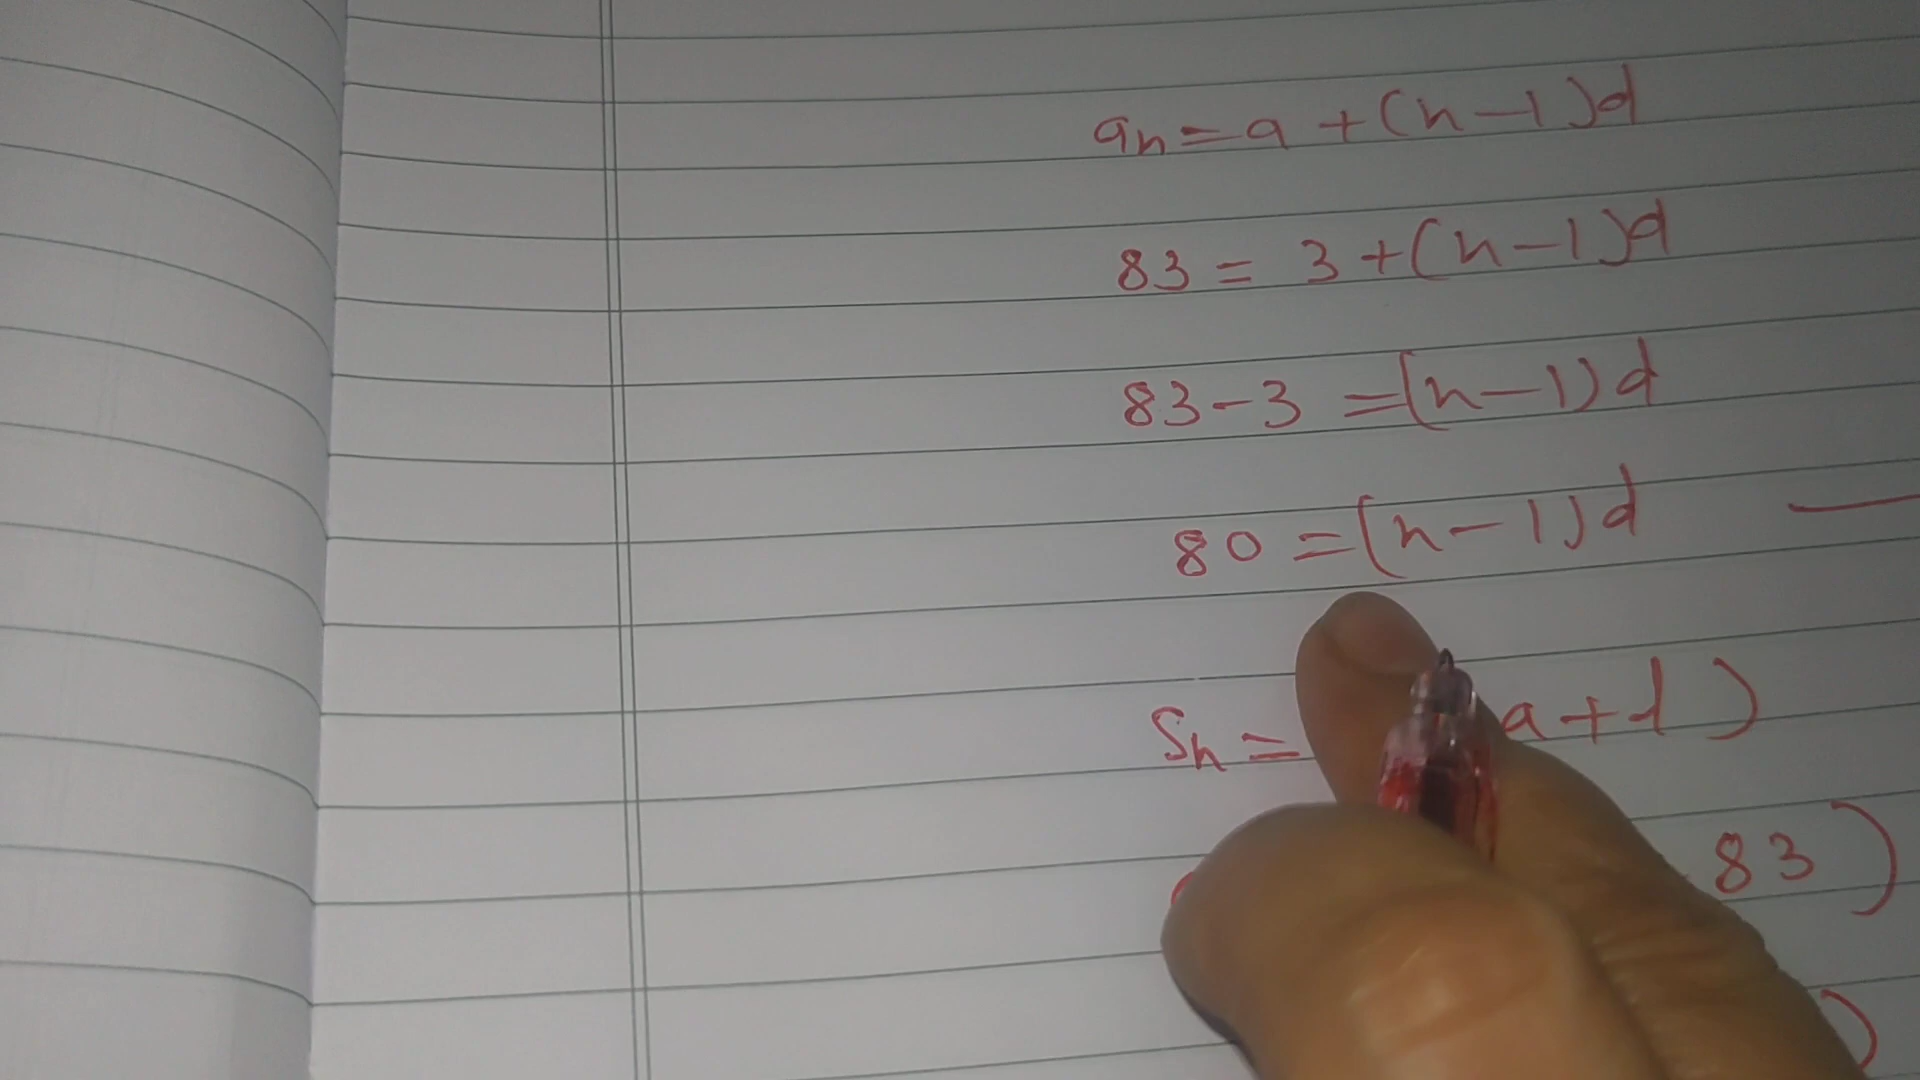 an = a + (n-1)d
83 = 3 + (n-1)d
83-3 = (n-1)d
80 = (n-1)d —
Sn = a + l )
83 )
)